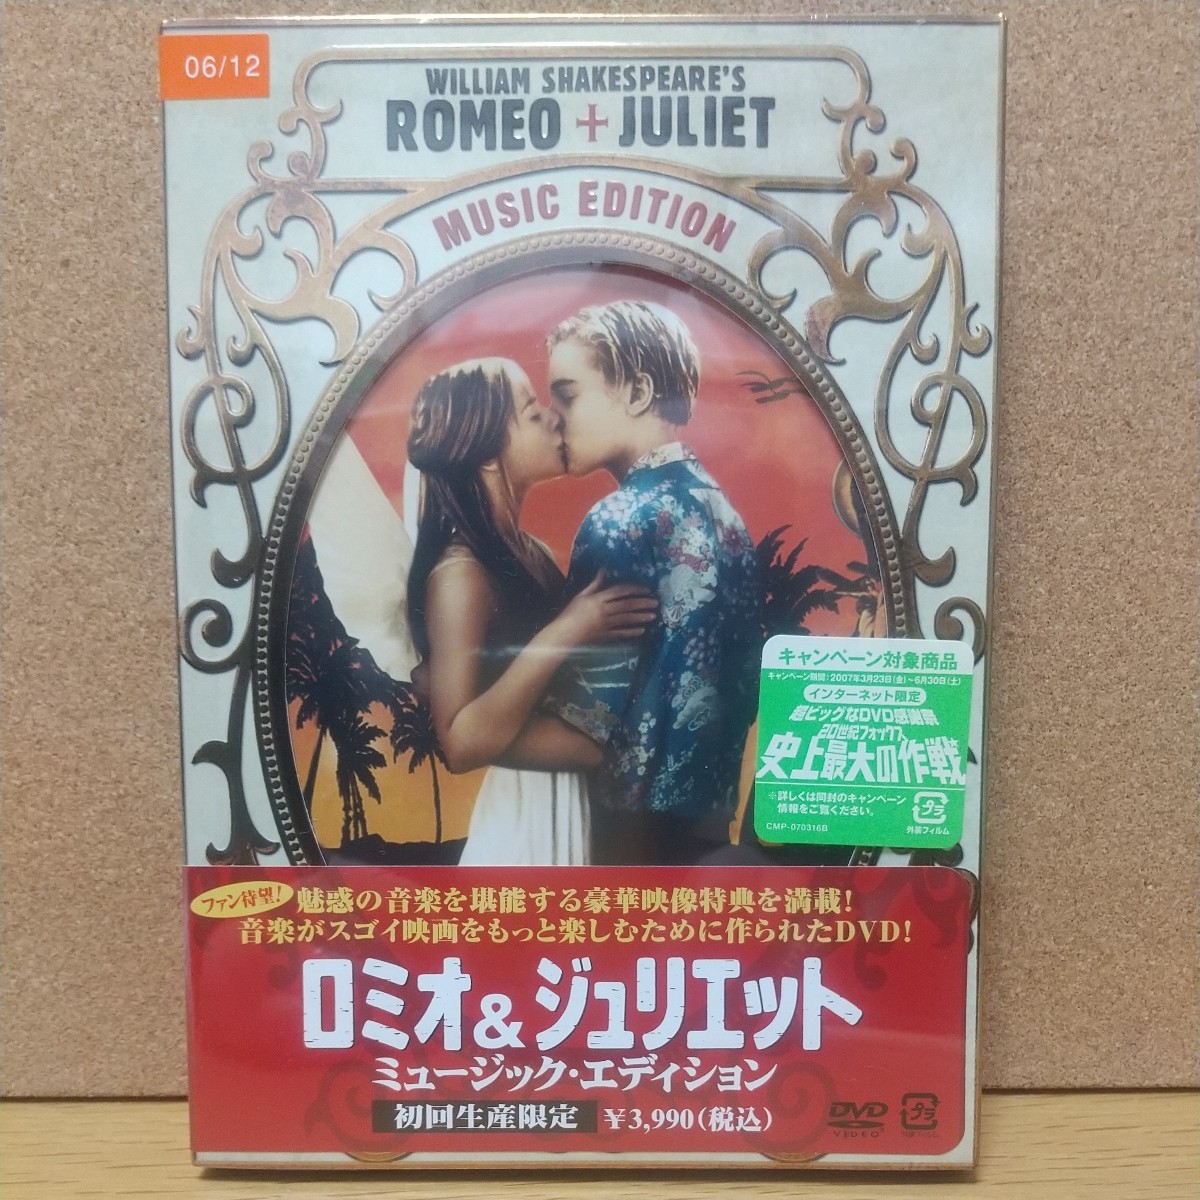 06/12
WILLIAM SHAKESPEARE'S
ROMEO + JULIET
MUSIC EDITION
キャンペーン対象商品
キャンペーン期間:2007年3月23日(金)~6月30日(土)
インターネット限定
超ビッグなDVD感謝祭
20世紀フォックス
史上最大の作戦
※詳しくは同封のキャンペーン
情報をご覧ください。
プラ
外装フィルム
CMP-070316B
ファン待望!
魅惑の音楽を堪能する豪華映像特典を満載!
音楽がスゴイ映画をもっと楽しむために作られたDVD!
ロミオ&ジュリエット
ミュージック・エディション
初回生産限定 ¥3,990(税込)
DVD
VIDEO
プラ
外装フィルム